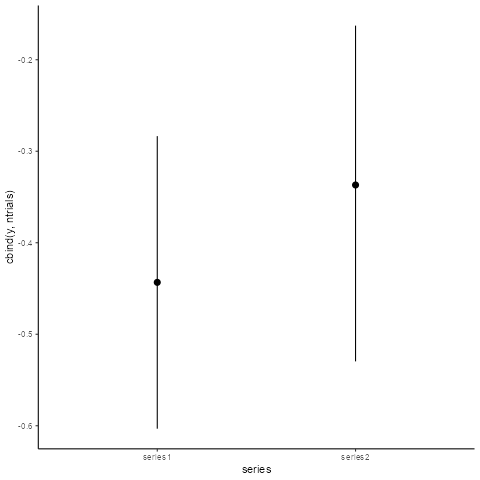 cbind(y, ntrials)
-0.2
-0.3
-0.4
-0.5
-0.6
series1
series2
series